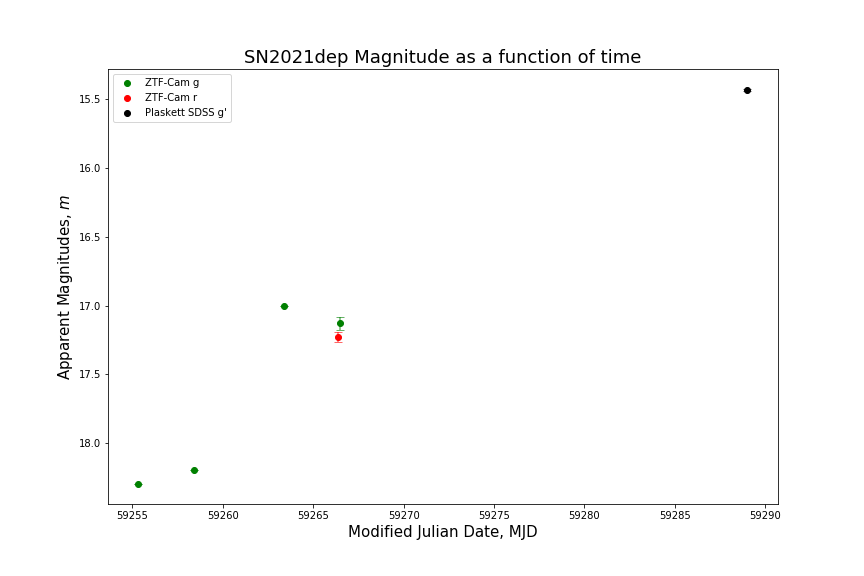 SN2021dep Magnitude as a function of time
ZTF-Cam g
ZTF-Cam r
Plaskett SDSS g'
Apparent Magnitudes, m
15.5
16.0
16.5
17.0
17.5
18.0
59255 59260 59265 59270 59275 59280 59285 59290
Modified Julian Date, MJD